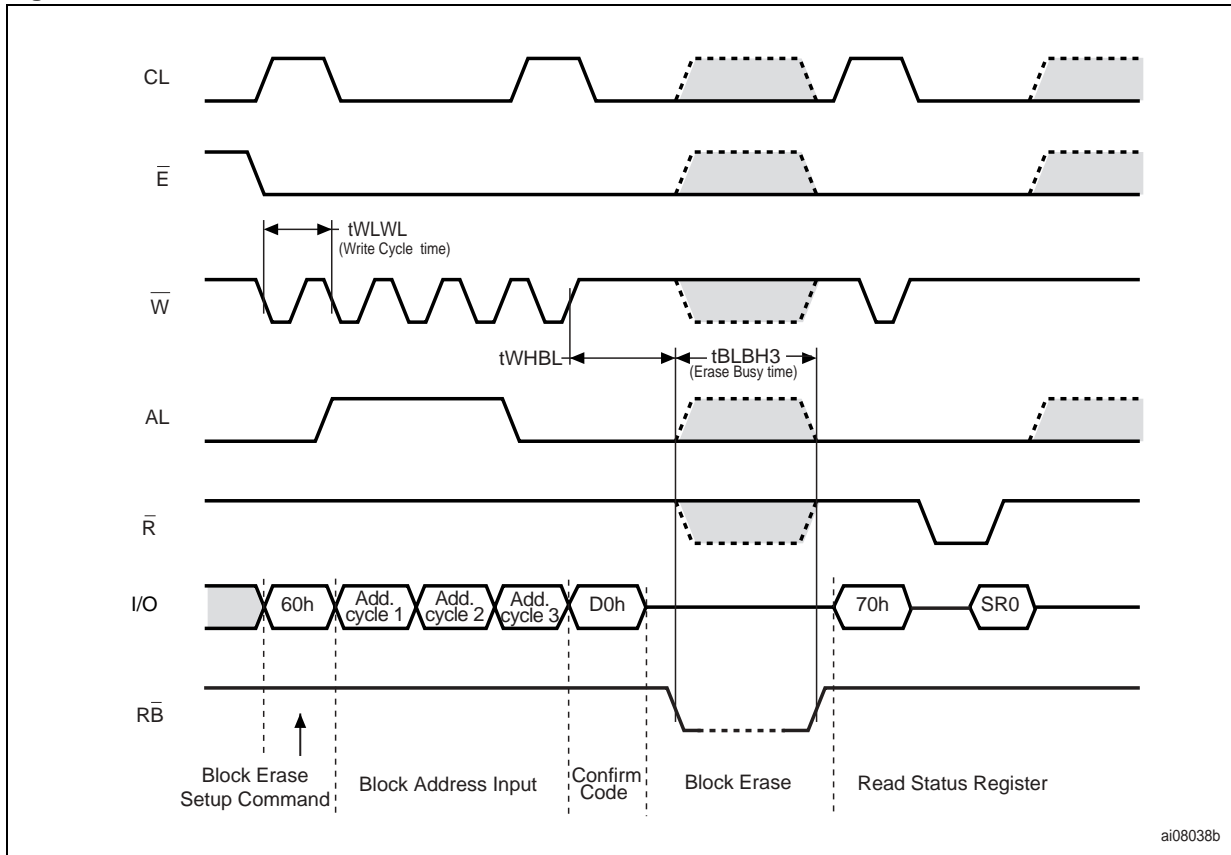 CL
E
tWLWL
(Write Cycle time)
W
tWHBL
tBLBH3
(Erase Busy time)
AL
R
I/O
60h
Add. cycle 1
Add. cycle 2
Add. cycle 3
D0h
70h
SR0
RB
Block Erase
Setup Command
Block Address Input
Confirm
Code
Block Erase
Read Status Register
ai08038b